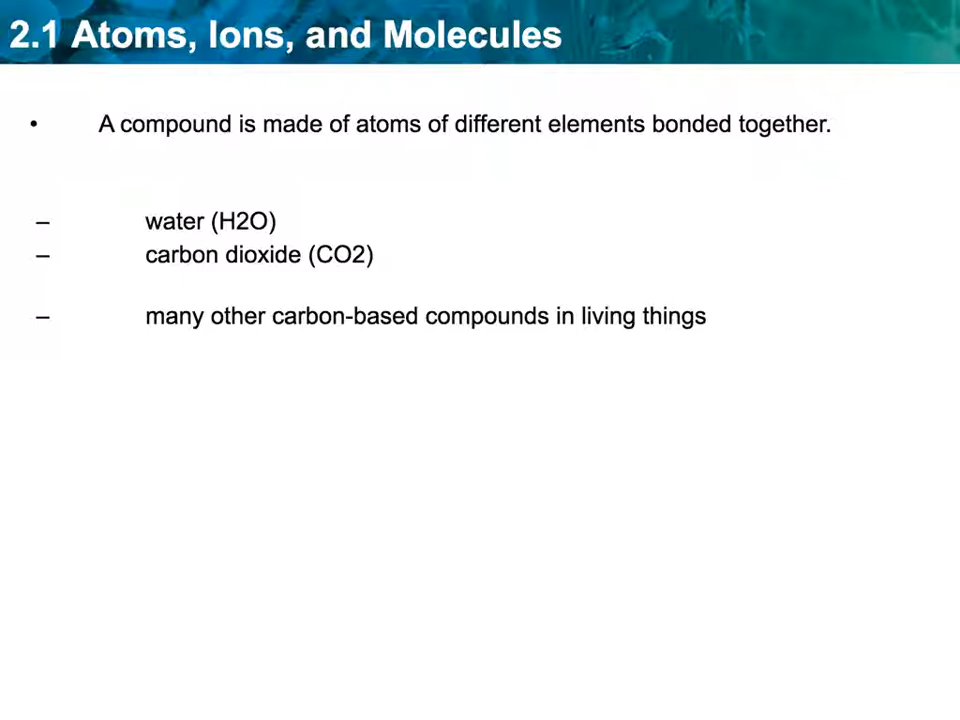 2.1 Atoms, Ions, and Molecules
• A compound is made of atoms of different elements bonded together.
– water (H2O)
– carbon dioxide (CO2)
– many other carbon-based compounds in living things